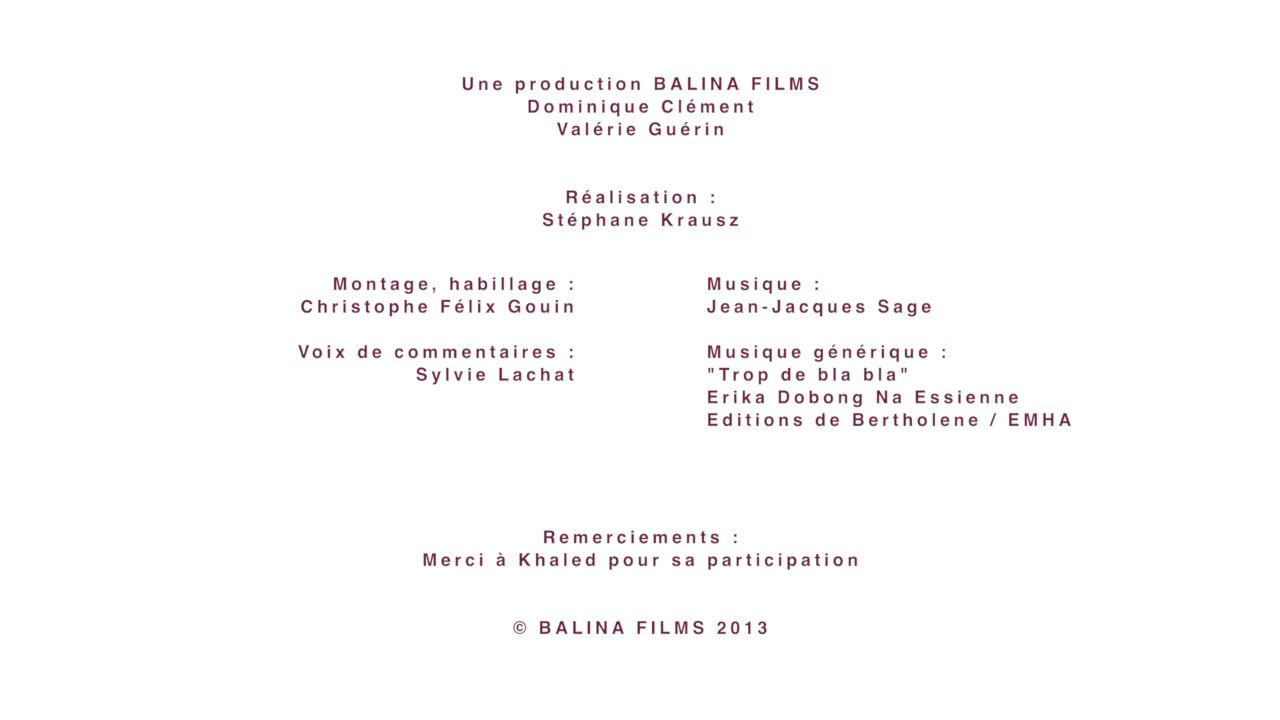 Une production BALINA FILMS
Dominique Clément
Valérie Guérin
Réalisation :
Stéphane Krausz
Montage, habillage :
Christophe Félix Gouin
Voix de commentaires :
Sylvie Lachat
Musique :
Jean-Jacques Sage
Musique générique :
"Trop de bla bla"
Erika Dobong Na Essienne
Editions de Bertholene / EMHA
Remerciements :
Merci à Khaled pour sa participation
© BALINA FILMS 2013